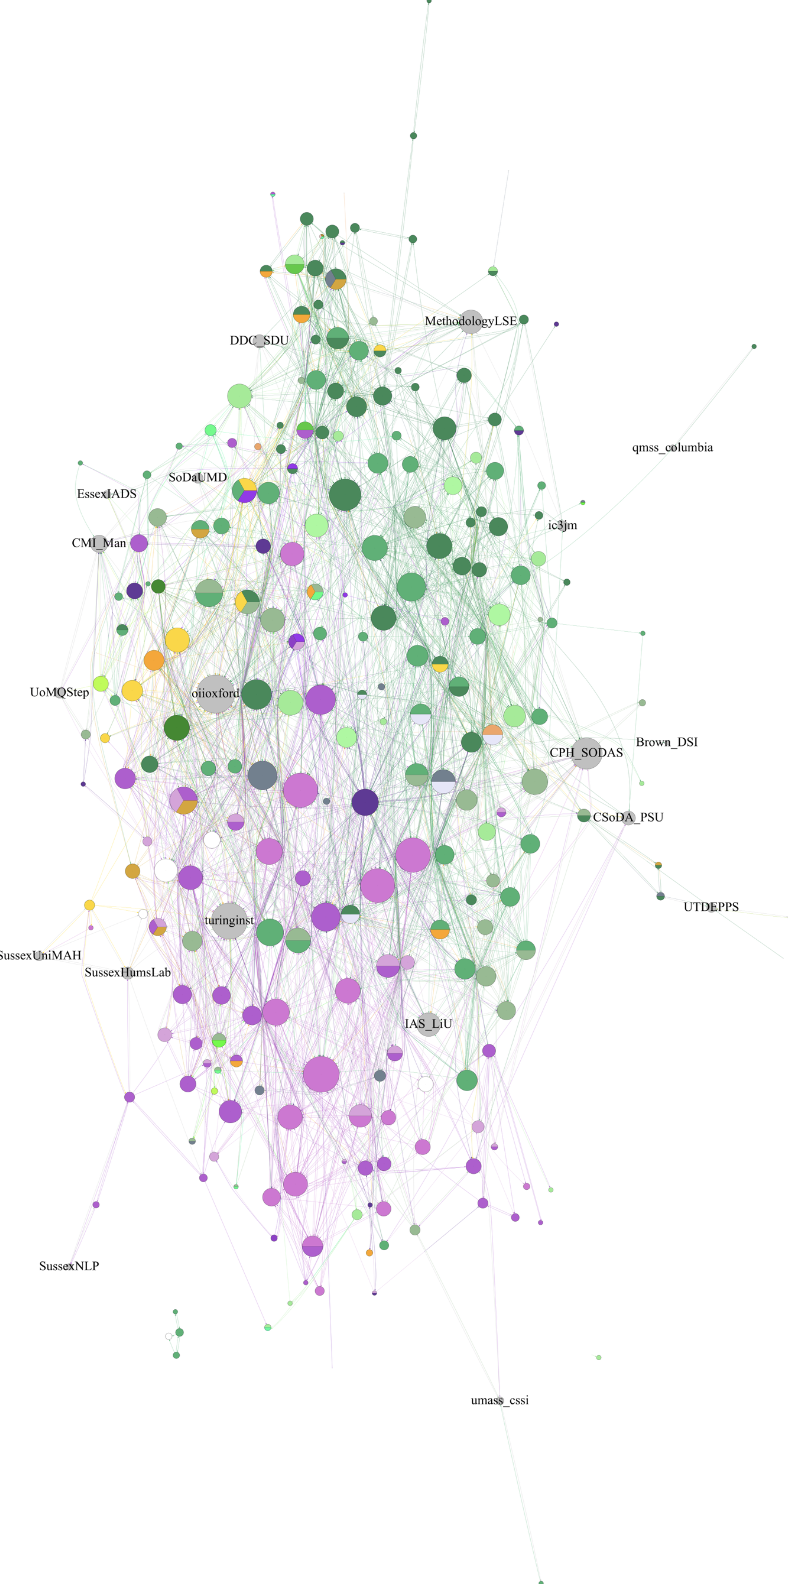 MethodologyLSE
DDC_SDU
qmss_columbia
SoDaUMD
EssexIADS
ic3jm
CMI_Man
UoMQStep
oiioxford
Brown_DSI
CPH_SODAS
CSoDA_PSU
UTDEPPS
turinginst
SussexUniMAH
SussexHumsLab
IAS_LiU
SussexNLP
umass_cssi